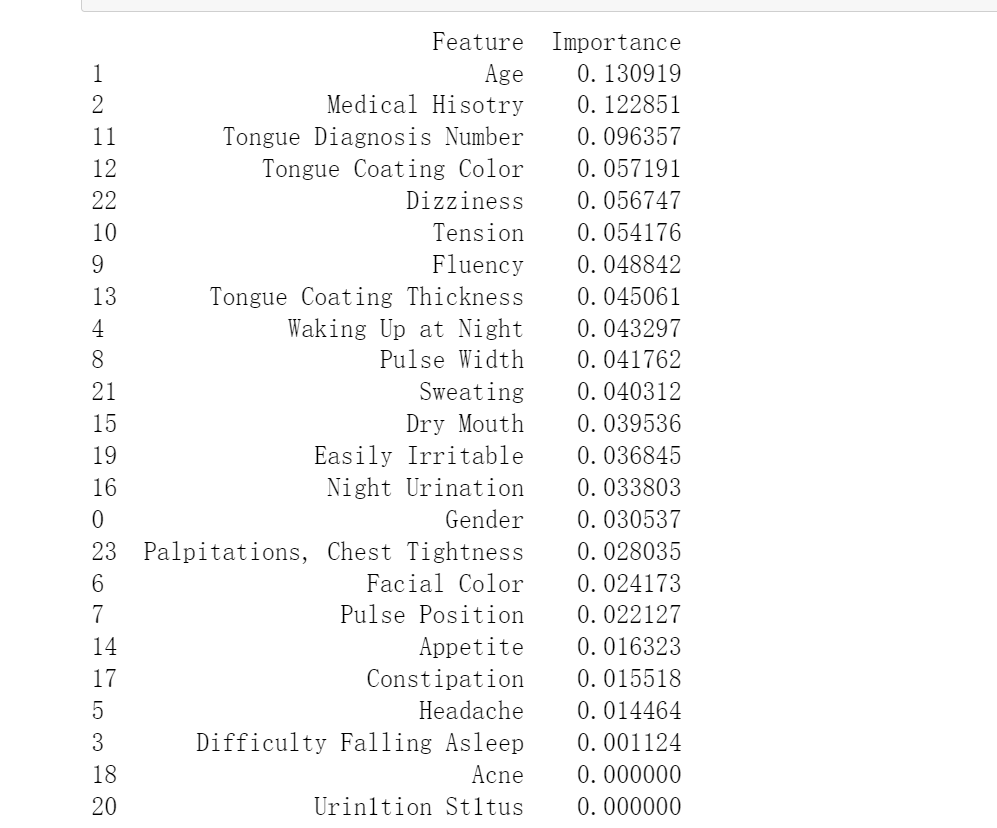 Feature Importance
1 Age 0.130919
2 Medical Hisotry 0.122851
11 Tongue Diagnosis Number 0.096357
12 Tongue Coating Color 0.057191
22 Dizziness 0.056747
10 Tension 0.054176
9 Fluency 0.048842
13 Tongue Coating Thickness 0.045061
4 Waking Up at Night 0.043297
8 Pulse Width 0.041762
21 Sweating 0.040312
15 Dry Mouth 0.039536
19 Easily Irritable 0.036845
16 Night Urination 0.033803
0 Gender 0.030537
23 Palpitations, Chest Tightness 0.028035
6 Facial Color 0.024173
7 Pulse Position 0.022127
14 Appetite 0.016323
17 Constipation 0.015518
5 Headache 0.014464
3 Difficulty Falling Asleep 0.001124
18 Acne 0.000000
20 Urin1tion St1tus 0.000000